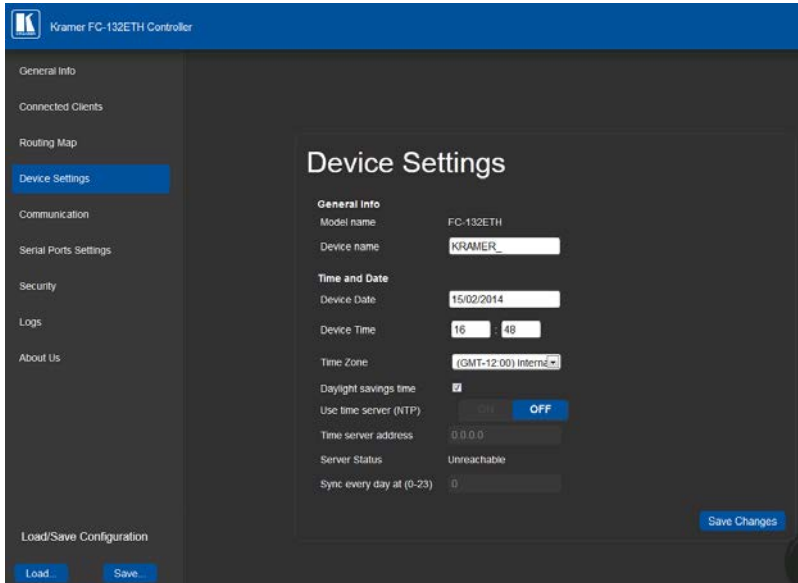 K
KRAMER
Kramer FC-132ETH Controller
General Info
Connected Clients
Routing Map
Device Settings
Communication
Serial Ports Settings
Security
Logs
About Us
Load/Save Configuration
Load...
Save...
Device Settings
General Info
Model name FC-132ETH
Device name KRAMER_
Time and Date
Device Date 15/02/2014
Device Time 16 : 48
Time Zone (GMT-12:00) Interna
Daylight savings time
Use time server (NTP) ON OFF
Time server address 0.0.0.0
Server Status Unreachable
Sync every day at (0-23) 0
Save Changes